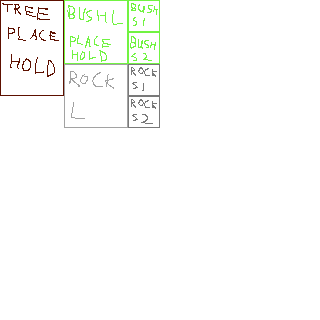 TREE
PLACE
HOLD
BUSH L
PLACE
HOLD
BUSH
S1
BUSH
S2
ROCK
L
ROCK
S1
ROCK
S2